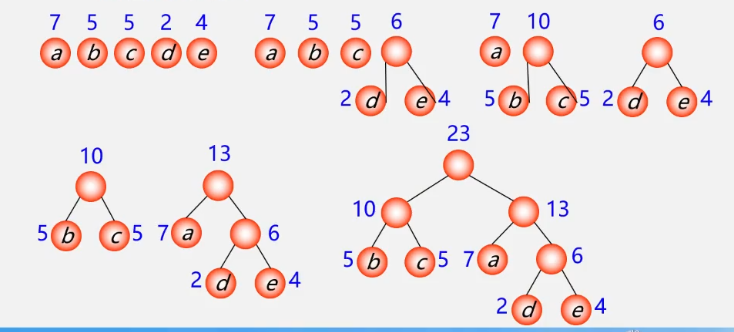 7 5 5 2 4
a b c d e
7 5 5 6
a b c
2 d e 4
7 10 6
a
5 b c 5 2 d e 4
10 13
5 b c 5 7 a 6
2 d e 4
23
10 13
5 b c 5 7 a 6
2 d e 4